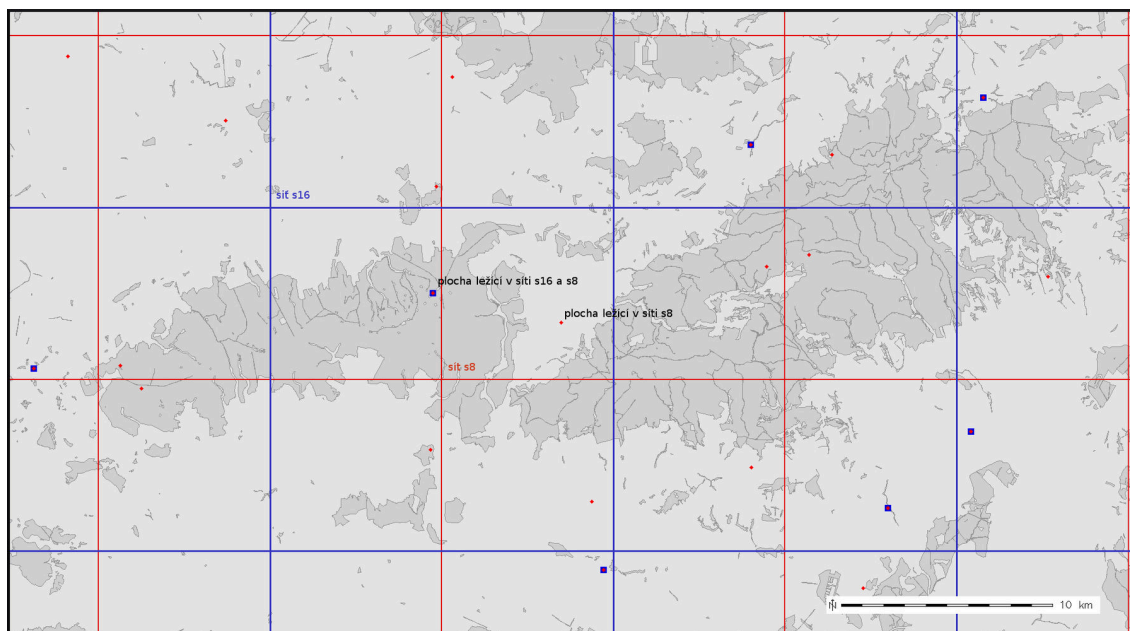 síť s16
plocha ležící v síti s16 a s8
plocha ležící v síti s8
síť s8
N
10 km